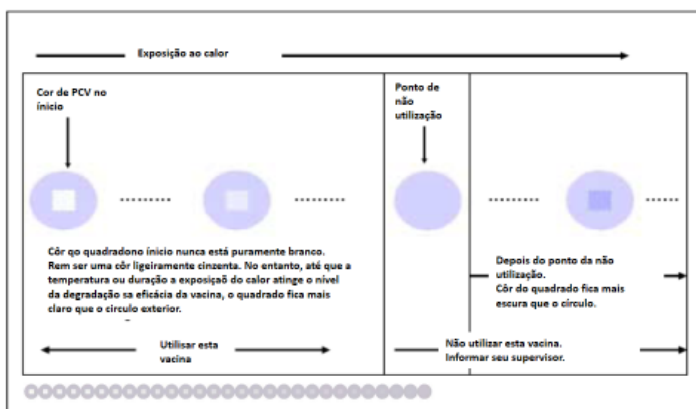 Exposição ao calor
Cor de PCV no
ínicio
Ponto de
não
utilização
Côr qo quadradono ínicio nunca está puramente branco.
Rem ser uma côr ligeiramente cinzenta. No entanto, até que a
temperatura ou duração a exposiçaõ do calor atinge o nível
da degradação sa eficácia da vacina, o quadrado fica mais
claro que o circulo exterior.
Depois do ponto da não
utilização.
Côr do quadrado fica mais
escura que o círculo.
Utilisar esta
vacina
Não utilizar esta vacina.
Informar seu supervisor.